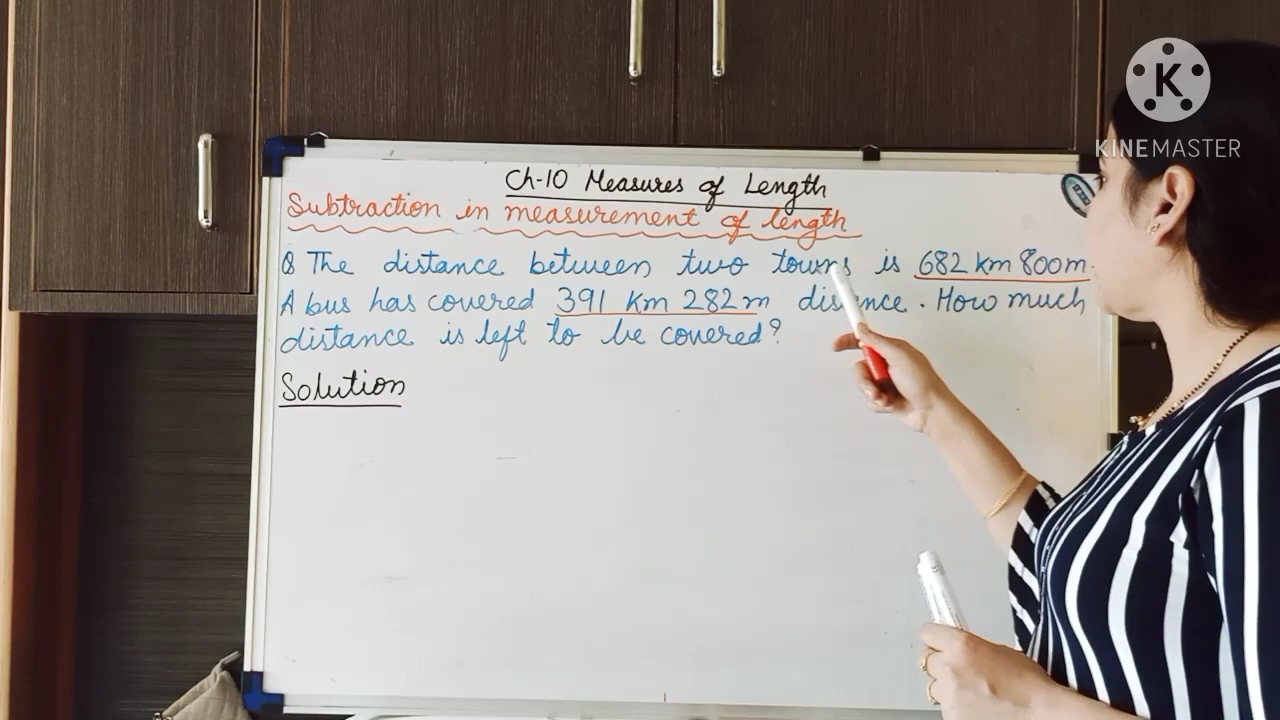 K
KINEMASTER
Ch-10 Measures of Length
Subtraction in measurement of length
Q The distance between two towns is 682 km 800m.
A bus has covered 391 km 282m distance. How much
distance is left to be covered?
Solution